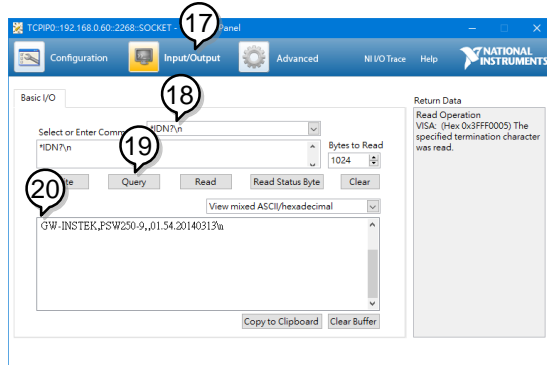 TCPIP0::192.168.0.60::2268::SOCKET - Panel
17
Configuration Input/Output Advanced NI I/O Trace Help NATIONAL INSTRUMENTS
Basic I/O
18
Select or Enter Comm *IDN?\n
*IDN?\n
19
Bytes to Read
1024
20
Query Read Read Status Byte Clear
View mixed ASCII/hexadecimal
GW-INSTEK,PSW250-9,,01.54.20140313\n
Copy to Clipboard Clear Buffer
Return Data
Read Operation
VISA: (Hex 0x3FFF0005) The
specified termination character
was read.